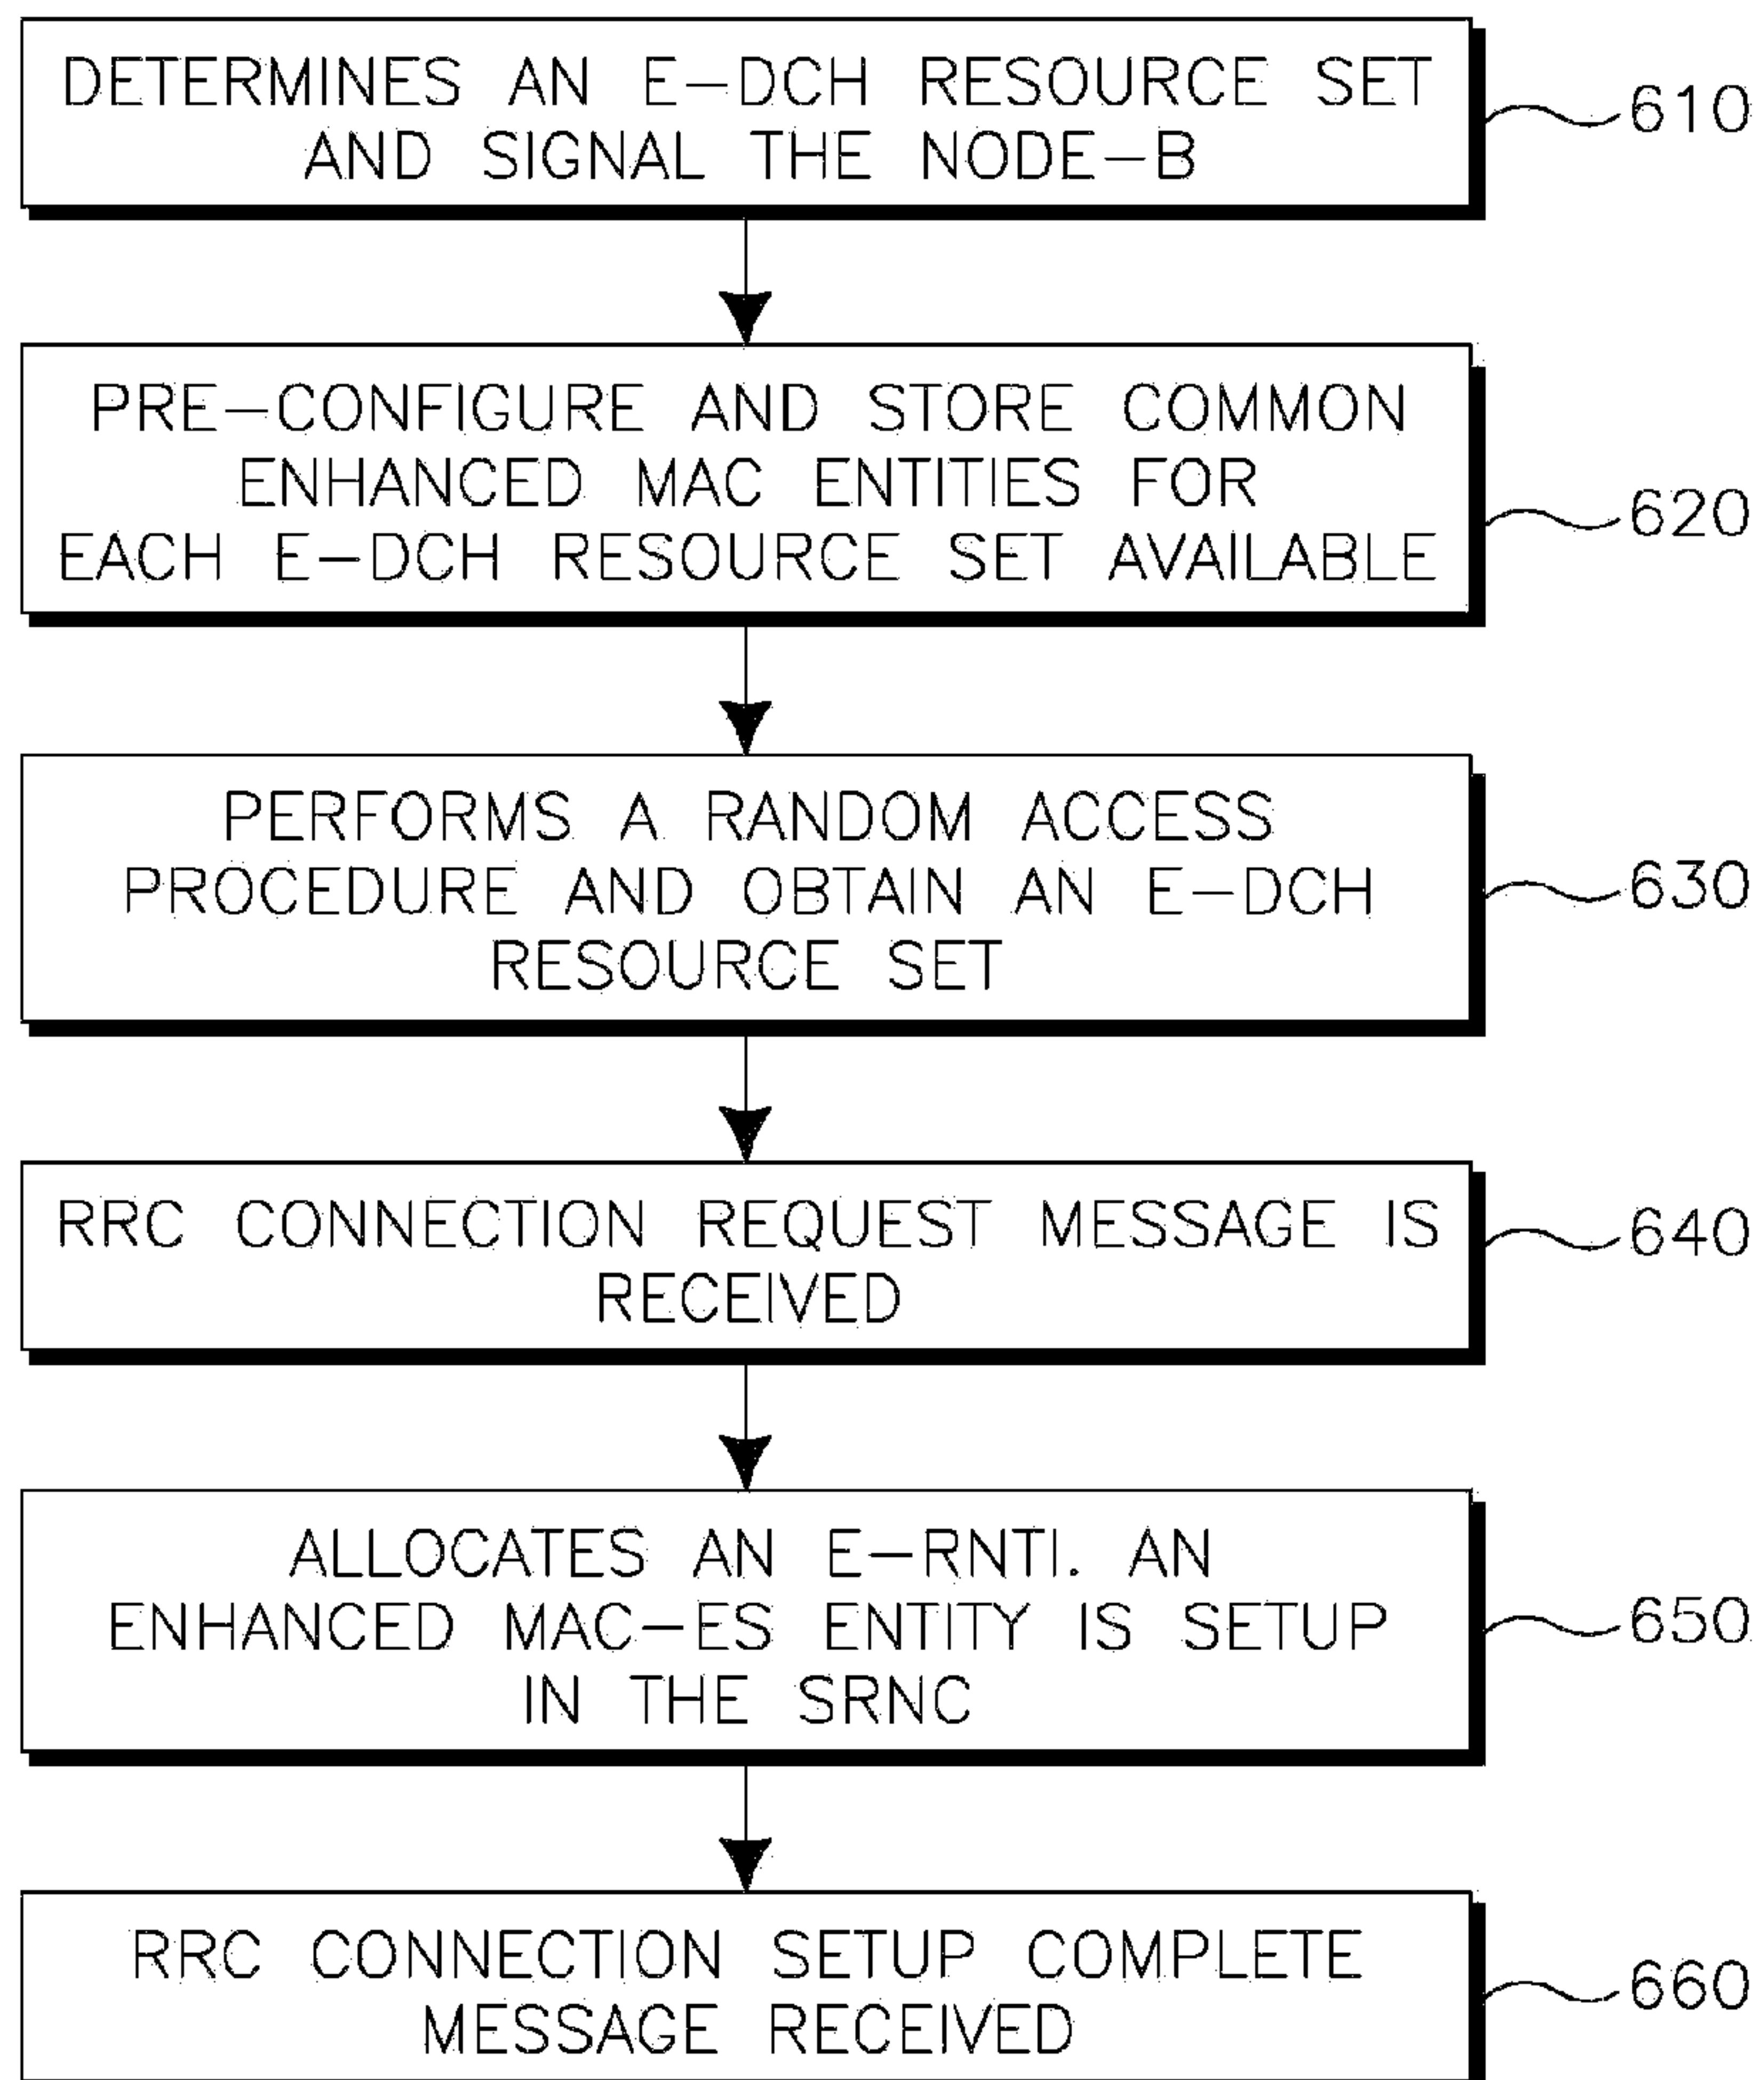 DETERMINES AN E-DCH RESOURCE SET
AND SIGNAL THE NODE-B
610
PRE-CONFIGURE AND STORE COMMON
ENHANCED MAC ENTITIES FOR
EACH E-DCH RESOURCE SET AVAILABLE
620
PERFORMS A RANDOM ACCESS
PROCEDURE AND OBTAIN AN E-DCH
RESOURCE SET
630
RRC CONNECTION REQUEST MESSAGE IS
RECEIVED
640
ALLOCATES AN E-RNTI. AN
ENHANCED MAC-ES ENTITY IS SETUP
IN THE SRNC
650
RRC CONNECTION SETUP COMPLETE
MESSAGE RECEIVED
660